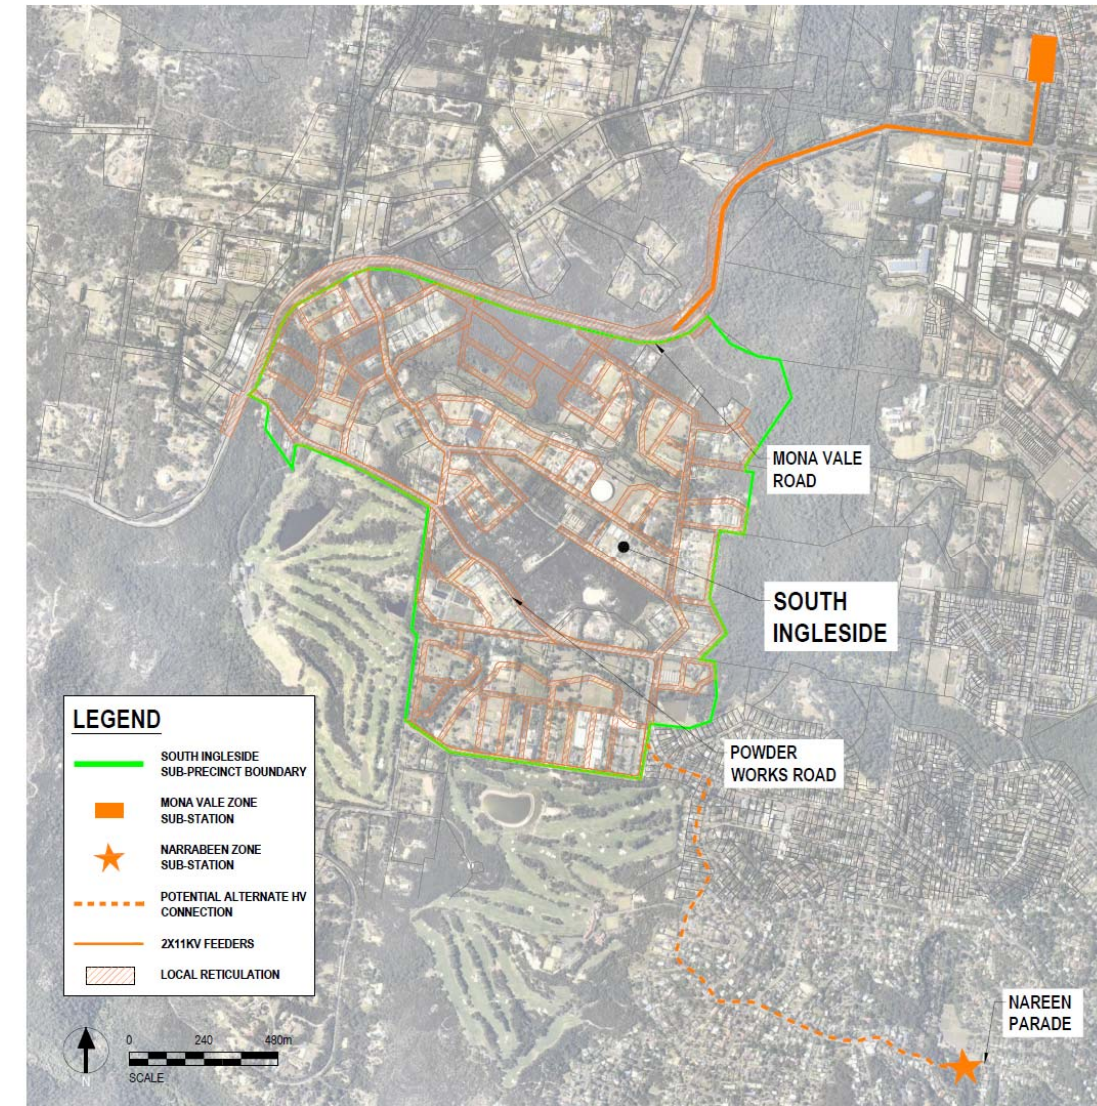 MONA VALE
ROAD
SOUTH
INGLESIDE
LEGEND
SOUTH INGLESIDE
SUB-PRECINCT BOUNDARY
MONA VALE ZONE
SUB-STATION
NARRABEEN ZONE
SUB-STATION
POTENTIAL ALTERNATE HV
CONNECTION
2X11KV FEEDERS
LOCAL RETICULATION
POWDER
WORKS ROAD
NAREEN
PARADE
0 240 480m
SCALE
N